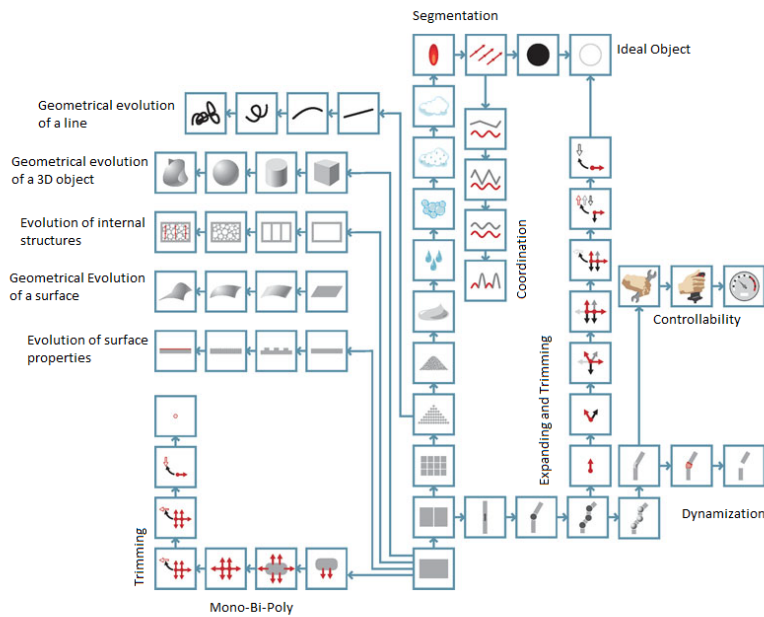 Segmentation
Ideal Object
Geometrical evolution
of a line
Geometrical evolution
of a 3D object
Evolution of internal
structures
Coordination
Geometrical Evolution
of a surface
Controllability
Evolution of surface
properties
Expanding and Trimming
Dynamization
Trimming
Mono-Bi-Poly